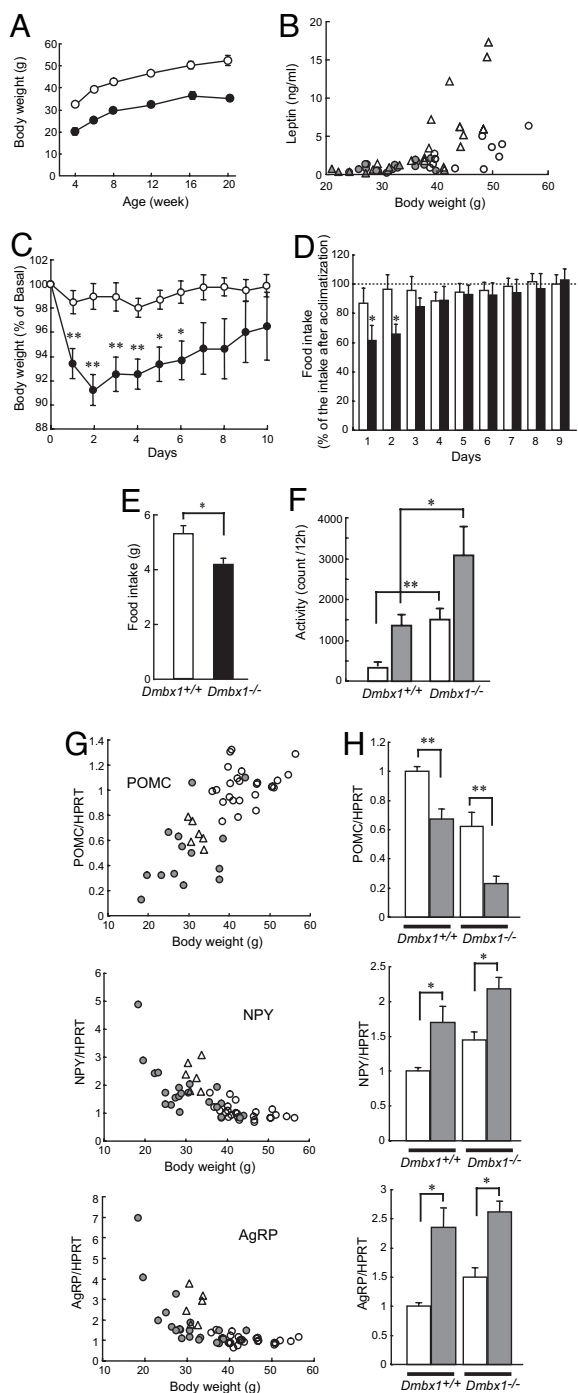 A
Body weight (g)
60
50
40
30
20
10
0
4 8 12 16 20
Age (week)
B
Leptin (ng/ml)
20
15
10
5
0
20 30 40 50 60
Body weight (g)
C
Body weight (% of Basal)
100
98
96
94
92
90
88
** ** ** ** * *
0 2 4 6 8 10
Days
D
Food intake
(% of the intake after acclimatization)
120
100
80
60
40
20
0
* *
1 2 3 4 5 6 7 8 9
Days
E
Food intake (g)
6
4
2
0
*
Dmbx1+/+ Dmbx1-/-
F
Activity (count /12h)
4000
3000
2000
1000
0
*
**
Dmbx1+/+ Dmbx1-/-
G
POMC
POMC/HPRT
1.4
1.2
1
0.8
0.6
0.4
0.2
0
10 20 30 40 50 60
Body weight (g)
NPY
NPY/HPRT
6
5
4
3
2
1
0
10 20 30 40 50 60
Body weight (g)
AgRP
AgRP/HPRT
8
7
6
5
4
3
2
1
0
10 20 30 40 50 60
Body weight (g)
H
POMC/HPRT
1.2
1
0.8
0.6
0.4
0.2
0
**
**
Dmbx1+/+ Dmbx1-/-
NPY/HPRT
2.5
2
1.5
1
0.5
0
*
*
Dmbx1+/+ Dmbx1-/-
AgRP/HPRT
3
2.5
2
1.5
1
0.5
0
*
*
Dmbx1+/+ Dmbx1-/-